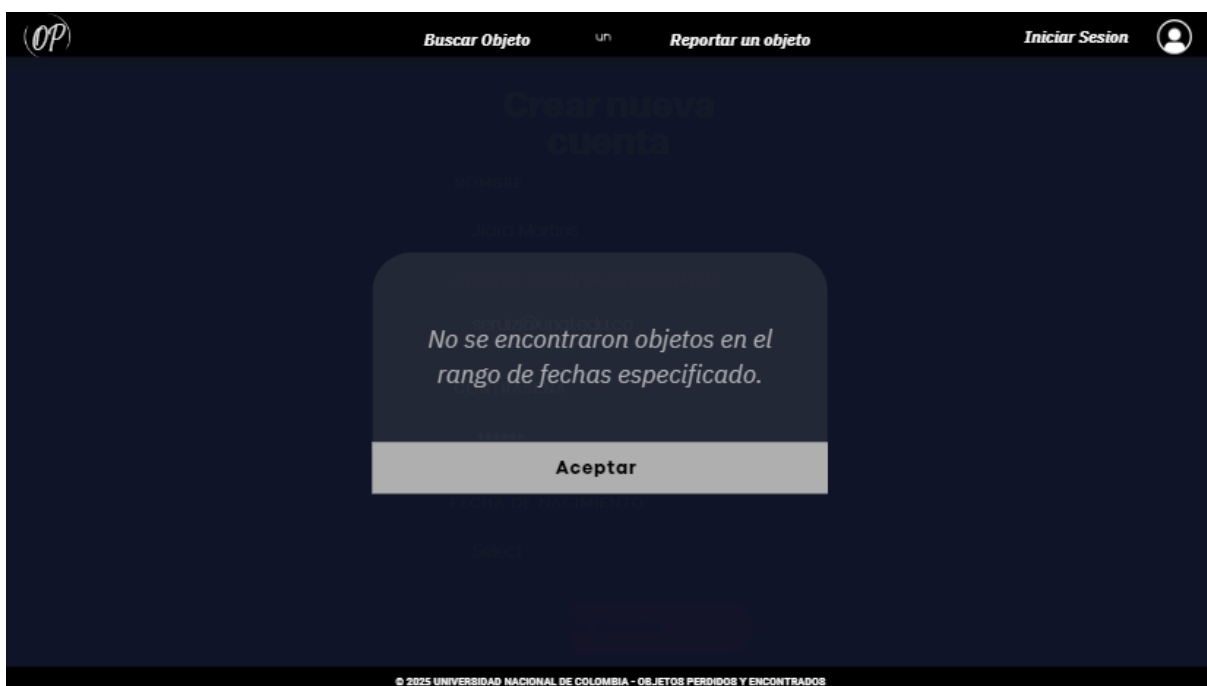 OP
Buscar Objeto un Reportar un objeto Iniciar Sesion
Crear nueva
cuenta
Select
No se encontraron objetos en el
rango de fechas especificado.
Aceptar
© 2025 UNIVERSIDAD NACIONAL DE COLOMBIA - OBJETOS PERDIDOS Y ENCONTRADOS